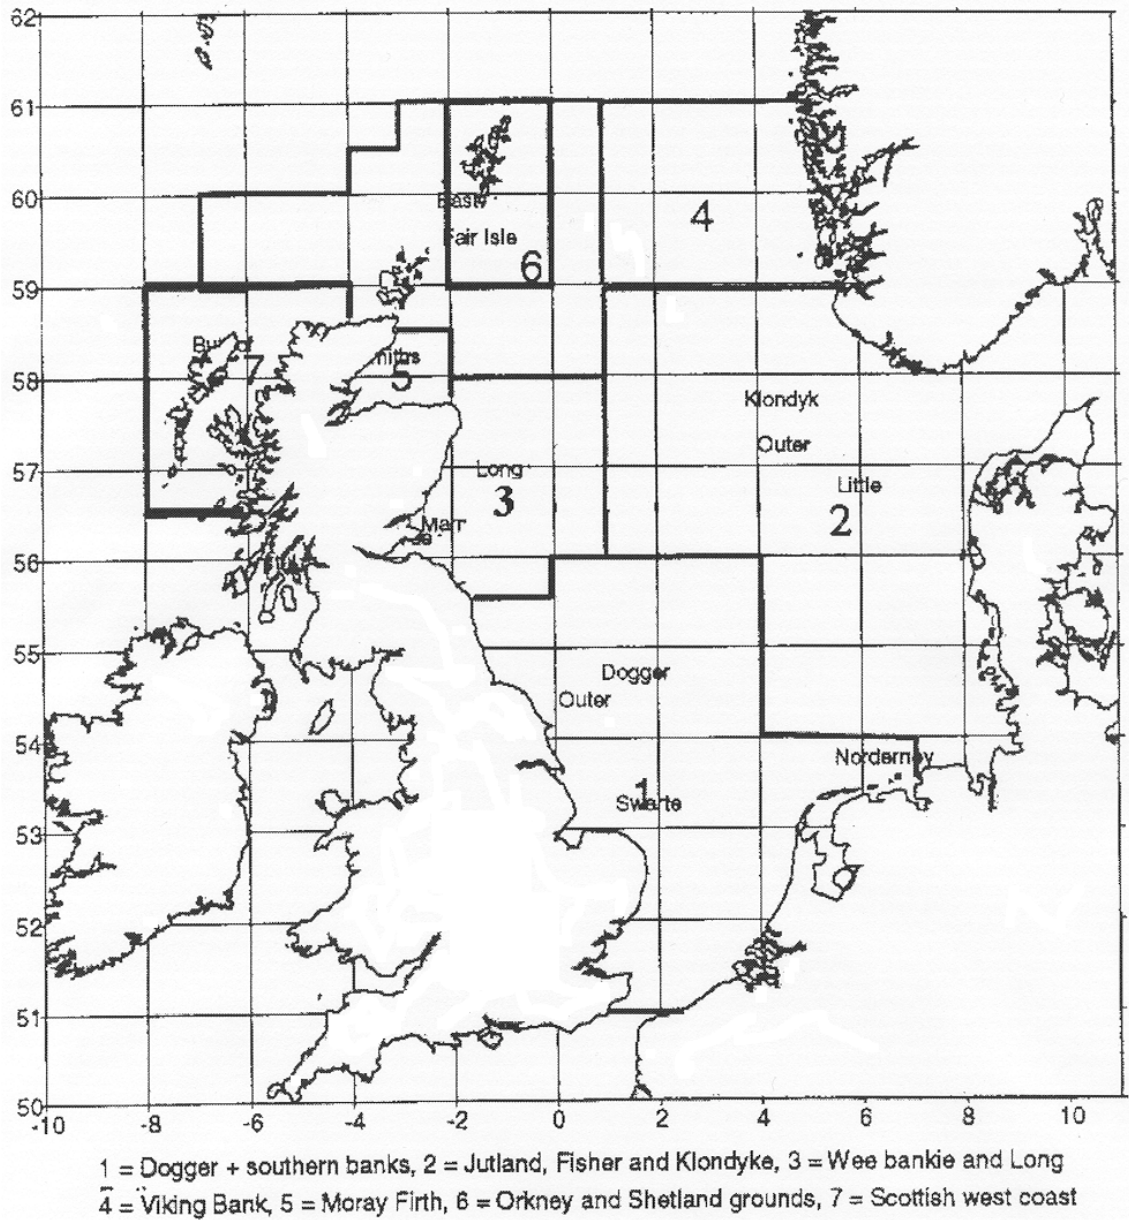 62
61
60
59
58
57
56
55
54
53
52
51
50
-10 -8 -6 -4 -2 0 2 4 6 8 10
4
Fair Isle
6
7
5
Klondyk
Outer
Long
3
Little
2
Marr
Dogger
Outer
Norderney
1
Swarte
1 = Dogger + southern banks, 2 = Jutland, Fisher and Klondyke, 3 = Wee bankie and Long
4 = Viking Bank, 5 = Moray Firth, 6 = Orkney and Shetland grounds, 7 = Scottish west coast